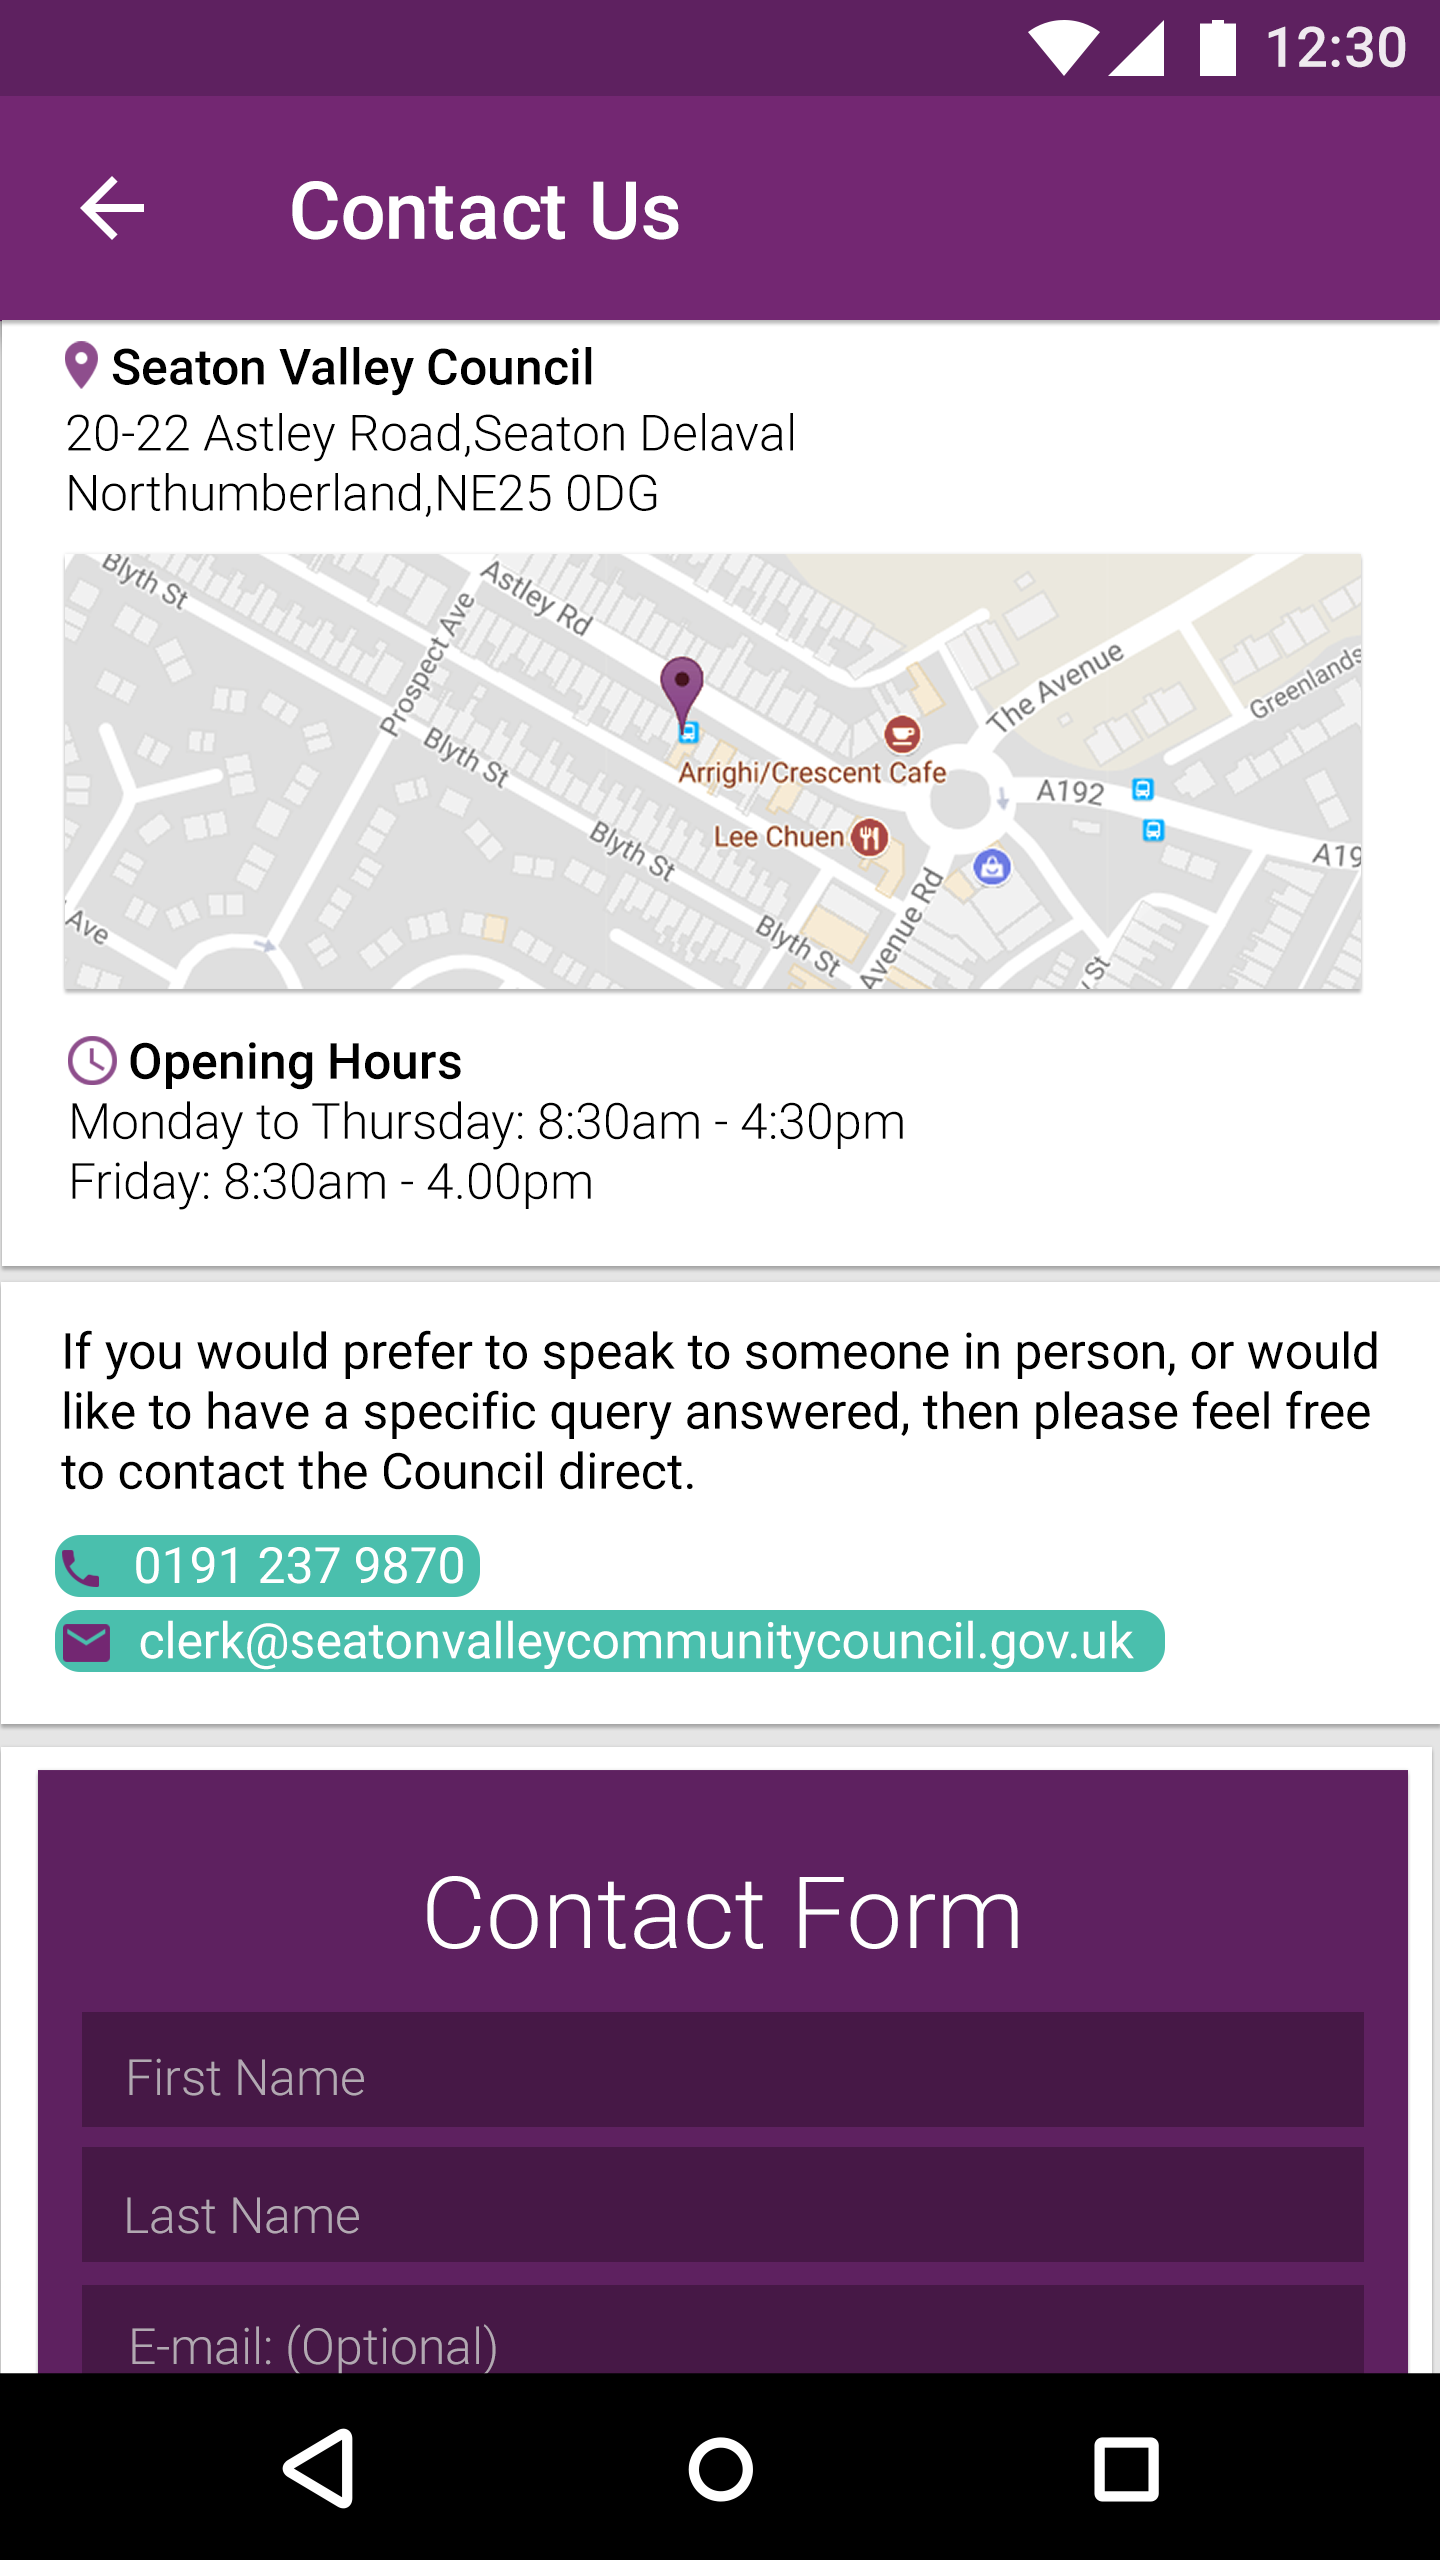 12:30
Contact Us
Seaton Valley Council
20-22 Astley Road,Seaton Delaval
Northumberland,NE25 0DG
Blyth St
Astley Rd
Prospect Ave
The Avenue
Greenlands
Blyth St
Arrighi/Crescent Cafe
A192
Lee Chuen
Blyth St
A19
Ave
Avenue Rd
Blyth St
St
Opening Hours
Monday to Thursday: 8:30am - 4:30pm
Friday: 8:30am - 4.00pm
If you would prefer to speak to someone in person, or would
like to have a specific query answered, then please feel free
to contact the Council direct.
0191 237 9870
clerk@seatonvalleycommunitycouncil.gov.uk
Contact Form
First Name
Last Name
E-mail: (Optional)